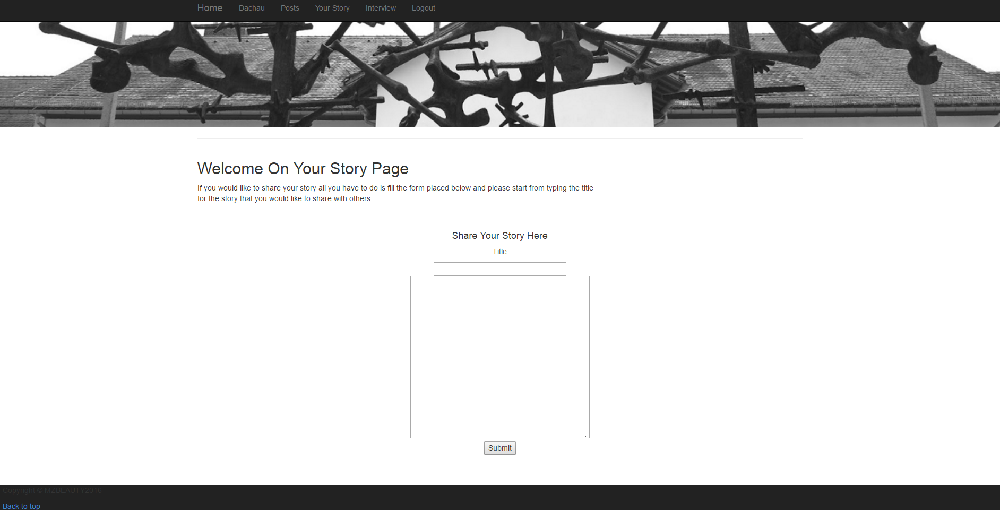 Home Dachau Posts Your Story Interview Logout
Welcome On Your Story Page
If you would like to share your story all you have to do is fill the form placed below and please start from typing the title
for the story that you would like to share with others.
Share Your Story Here
Title
Submit
Copyright © MZBEAUTY2016
Back to top